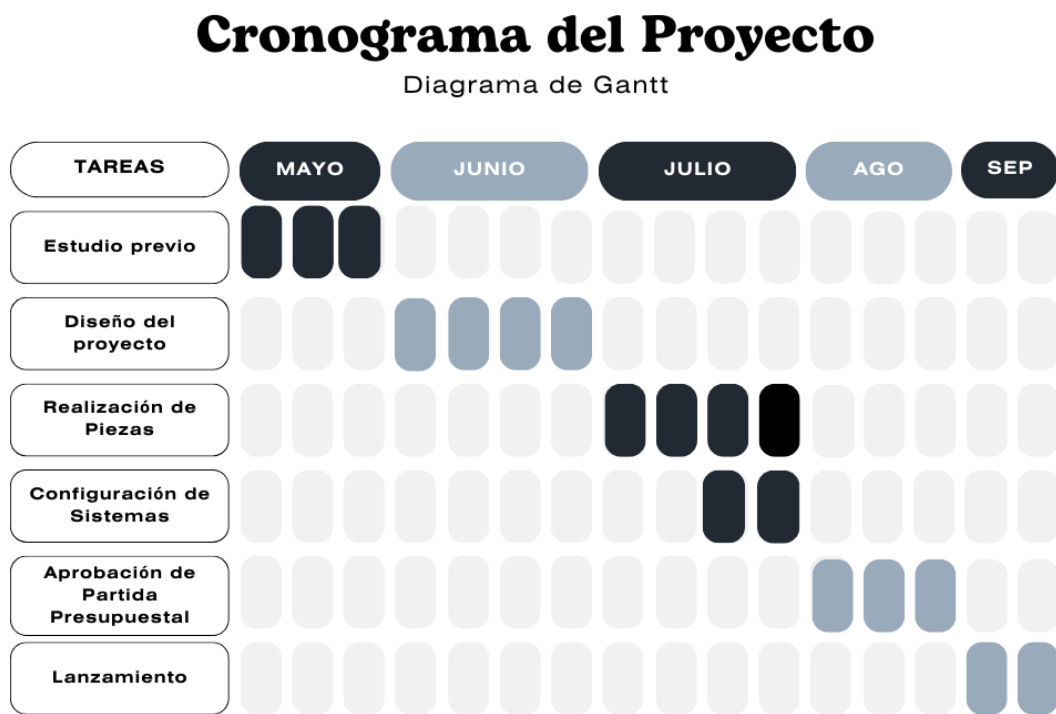 Cronograma del Proyecto
Diagrama de Gantt
TAREAS
MAYO
JUNIO
JULIO
AGO
SEP
Estudio previo
Diseño del
proyecto
Realización de
Piezas
Configuración de
Sistemas
Aprobación de
Partida
Presupuestal
Lanzamiento